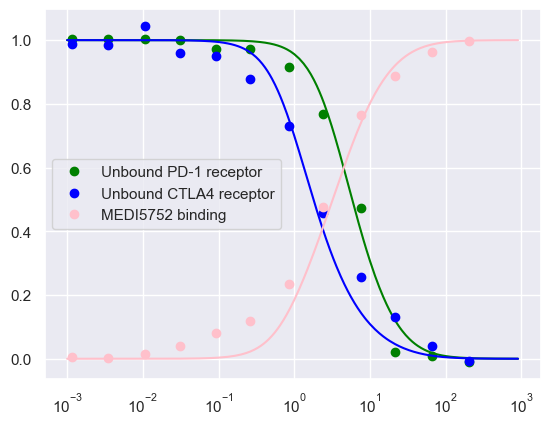 1.0
0.8
0.6
0.4
0.2
0.0
Unbound PD-1 receptor
Unbound CTLA4 receptor
MEDI5752 binding
10⁻³ 10⁻² 10⁻¹ 10⁰ 10¹ 10² 10³